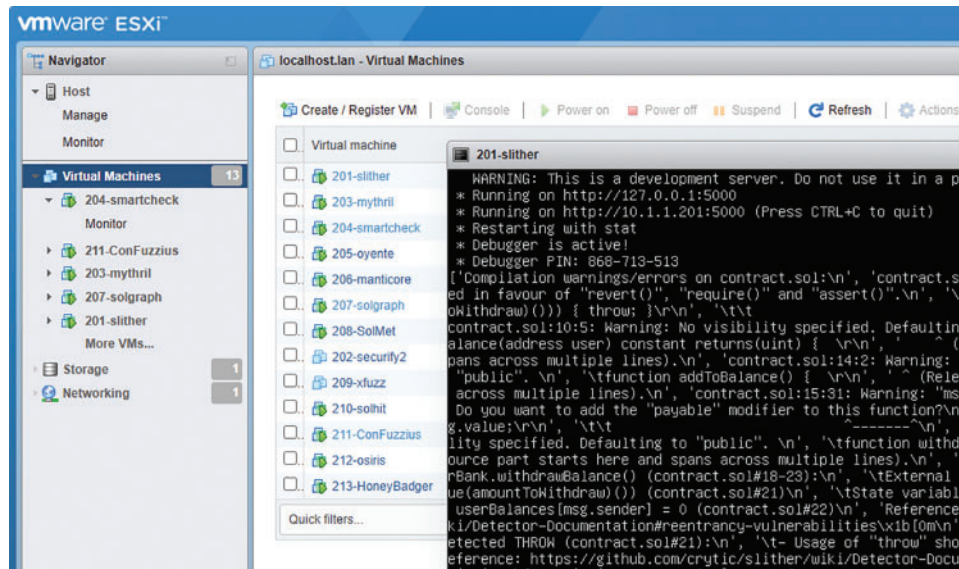 vmware ESXi™
Navigator
Host
Manage
Monitor
Virtual Machines 13
204-smartcheck
Monitor
211-ConFuzzius
203-mythril
207-solgraph
201-slither
More VMs...
Storage 1
Networking 1
localhost.lan - Virtual Machines
Create / Register VM | Console | Power on Power off Suspend | Refresh | Actions
Virtual machine
201-slither
203-mythril
204-smartcheck
205-oyente
206-manticore
207-solgraph
208-SolMet
202-securify2
209-xfuzz
210-solhit
211-ConFuzzius
212-osiris
213-HoneyBadger
Quick filters...
201-slither
WARNING: This is a development server. Do not use it in a p
* Running on http://127.0.0.1:5000
* Running on http://10.1.1.201:5000 (Press CTRL+C to quit)
* Restarting with stat
* Debugger is active!
* Debugger PIN: 868-713-513
['Compilation warnings/errors on contract.sol:\n', 'contract.s
ed in favour of "revert()", "require()" and "assert()".\n', '\
oWithdraw)())) { throw; }\r\n', '\t\t
contract.sol:10:5: Warning: No visibility specified. Defaultin
alance(address user) constant returns(uint) {  \r\n', '    ^ (
pans across multiple lines).\n', 'contract.sol:14:2: Warning:
"public". \n', '\tfunction addToBalance() {  \r\n', ' ^ (Rele
across multiple lines).\n', 'contract.sol:15:31: Warning: "ms
Do you want to add the "payable" modifier to this function?\n
g.value;\r\n', '\t\t                              ^-------^\n',
lity specified. Defaulting to "public". \n', '\tfunction withd
ource part starts here and spans across multiple lines).\n', '
rBank.withdrawBalance() (contract.sol#18-23):\n', '\tExternal
ue(amountToWithdraw)()) (contract.sol#21)\n', '\tState variabl
userBalances[msg.sender] = 0 (contract.sol#22)\n', 'Reference
ki/Detector-Documentation#reentrancy-vulnerabilities\x1b[0m\n'
etected THROW (contract.sol#21):\n', '\t- Usage of "throw" sho
eference: https://github.com/crytic/slither/wiki/Detector-Docu